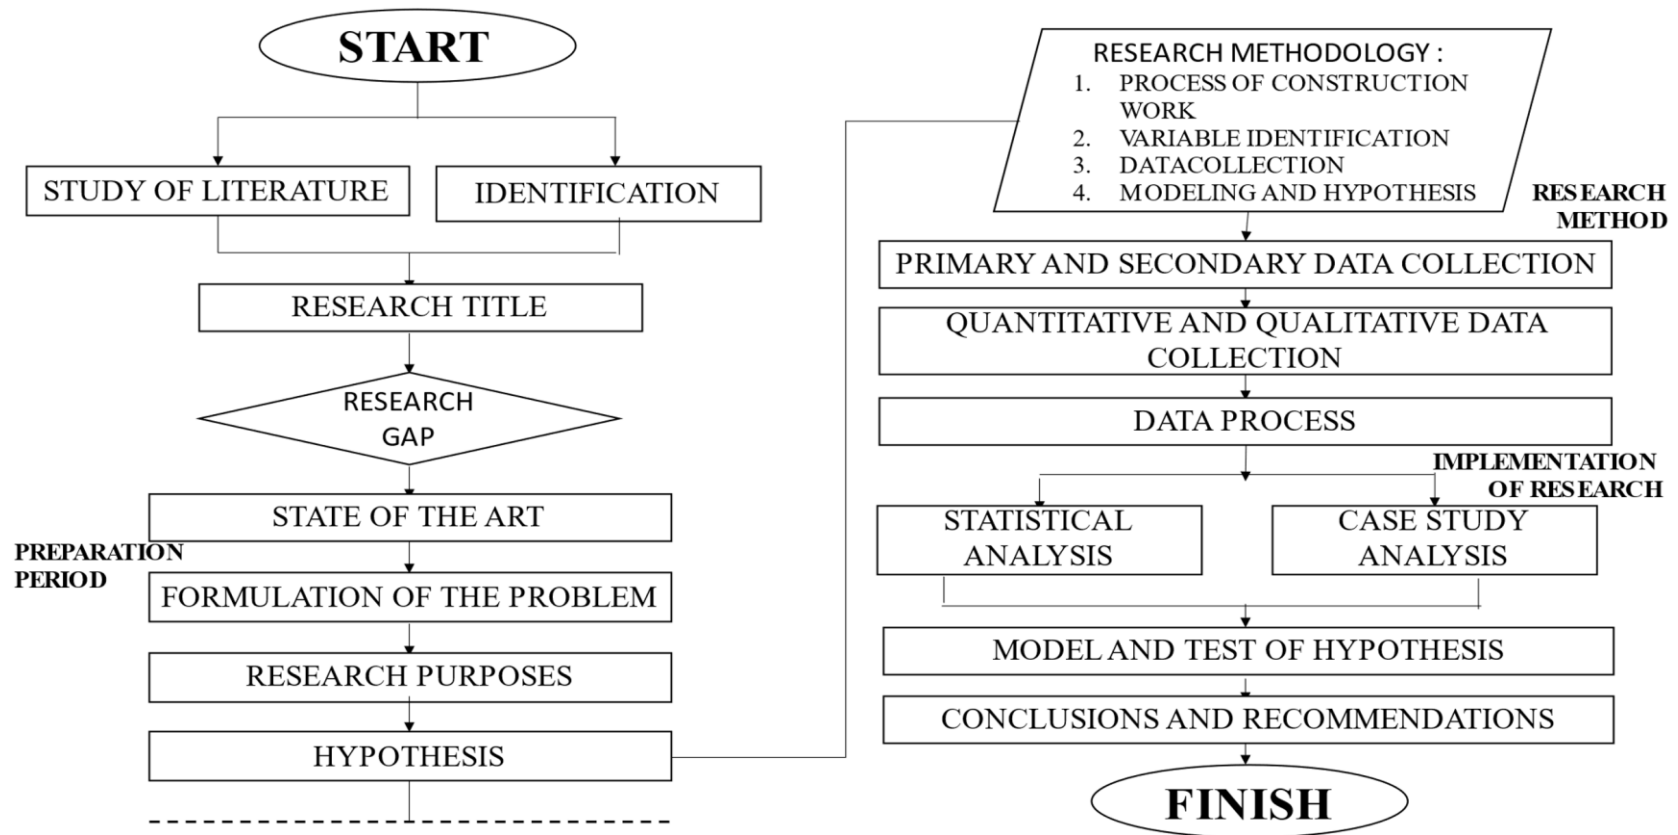 START
STUDY OF LITERATURE
IDENTIFICATION
RESEARCH TITLE
RESEARCH
GAP
STATE OF THE ART
PREPARATION
PERIOD
FORMULATION OF THE PROBLEM
RESEARCH PURPOSES
HYPOTHESIS
RESEARCH METHODOLOGY :
1. PROCESS OF CONSTRUCTION
WORK
2. VARIABLE IDENTIFICATION
3. DATACOLLECTION
4. MODELING AND HYPOTHESIS
RESEARCH
METHOD
PRIMARY AND SECONDARY DATA COLLECTION
QUANTITATIVE AND QUALITATIVE DATA
COLLECTION
DATA PROCESS
IMPLEMENTATION
OF RESEARCH
STATISTICAL
ANALYSIS
CASE STUDY
ANALYSIS
MODEL AND TEST OF HYPOTHESIS
CONCLUSIONS AND RECOMMENDATIONS
FINISH